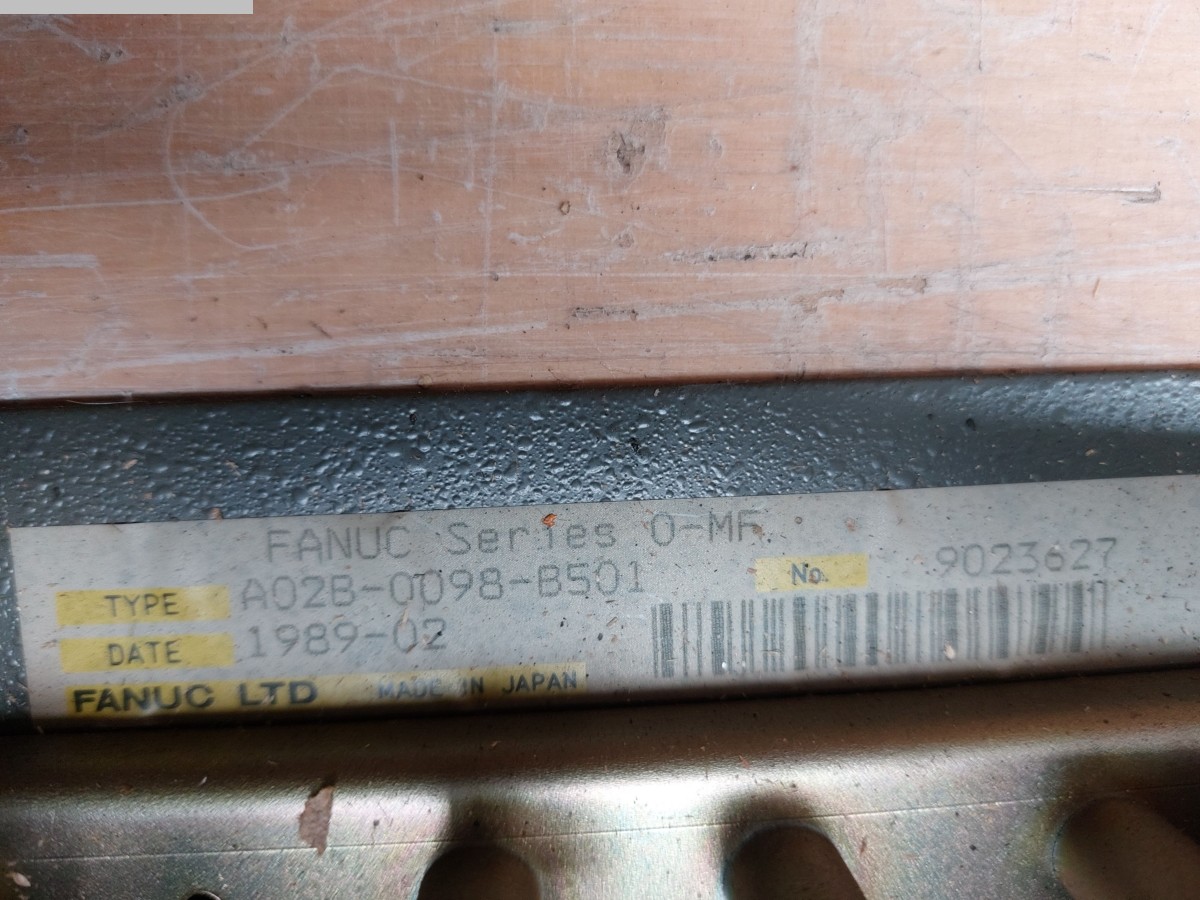 FANUC Series 0-MF
TYPE A02B-0098-B501 No. 9023627
DATE 1989-02
FANUC LTD MADE IN JAPAN